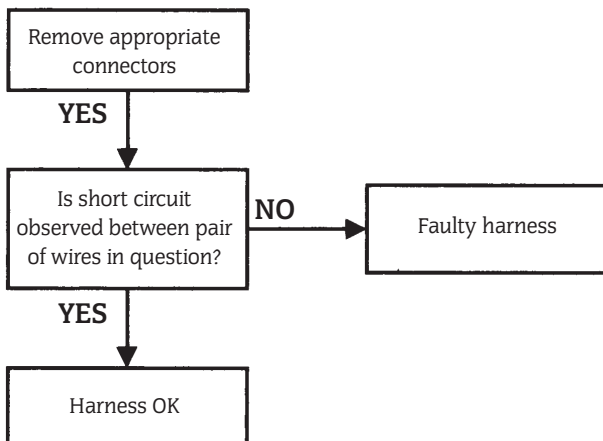 Remove appropriate
connectors
YES
Is short circuit
observed between pair
of wires in question?
NO
Faulty harness
YES
Harness OK